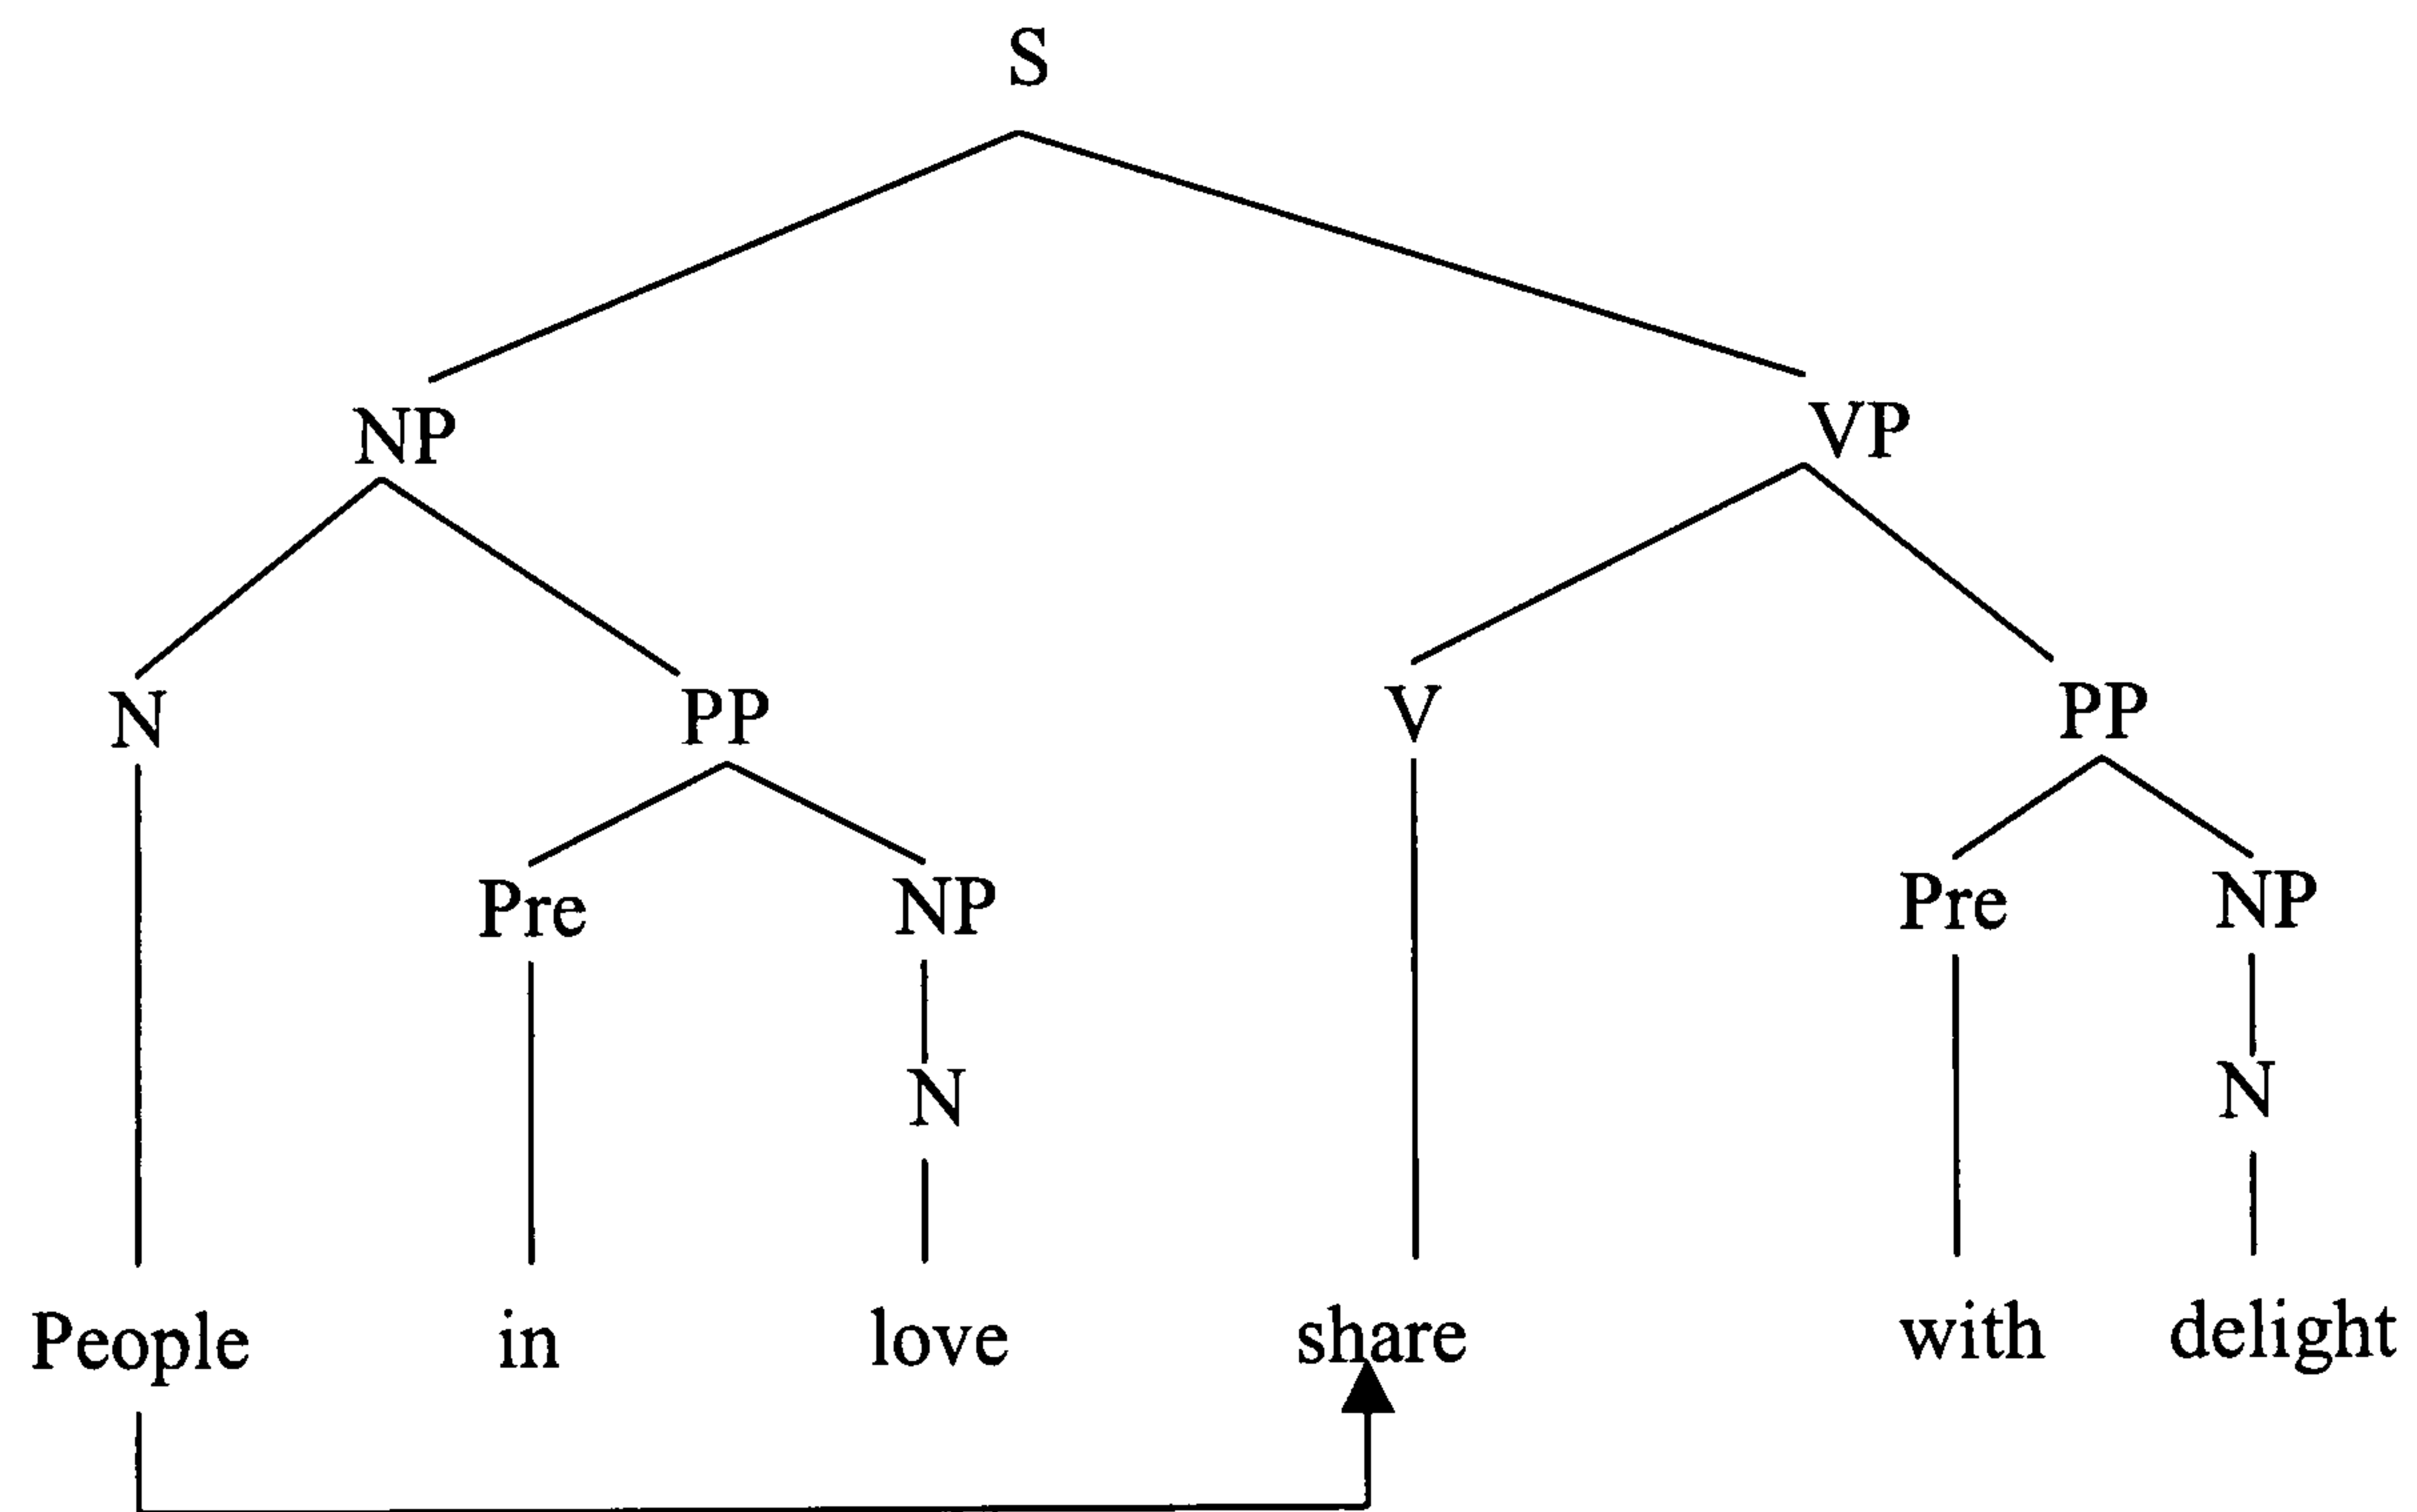 S
NP VP
N PP V PP
Pre NP Pre NP
N N
People in love share with delight